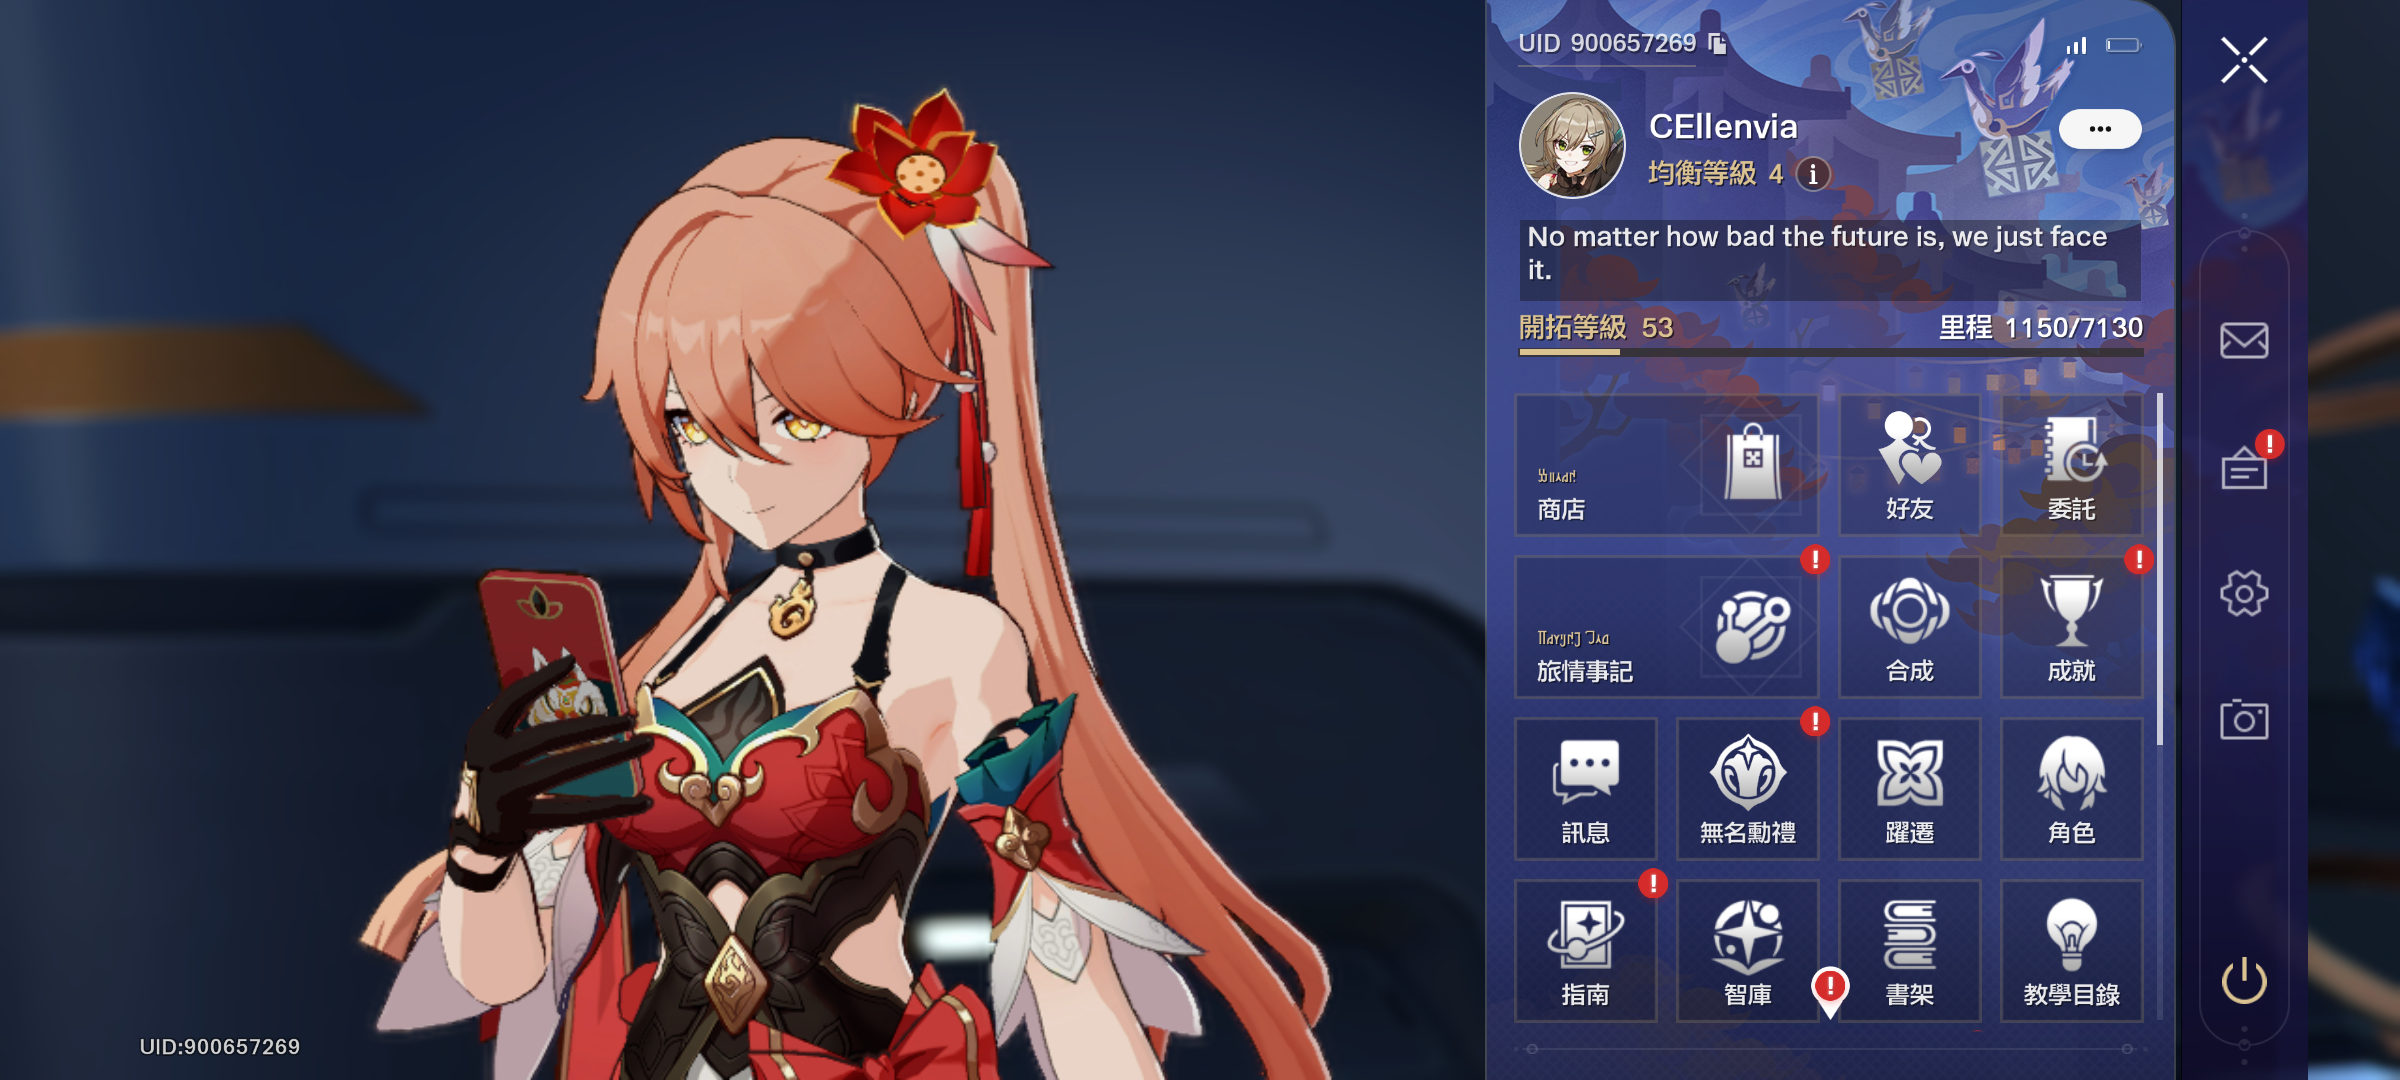 UID 900657269
CEllenvia
均衡等級 4
No matter how bad the future is, we just face
it.
開拓等級 53
里程 1150/7130
商店
好友
委託
旅情事記
合成
成就
訊息
無名勳禮
躍遷
角色
指南
智庫
書架
教學目錄
UID:900657269